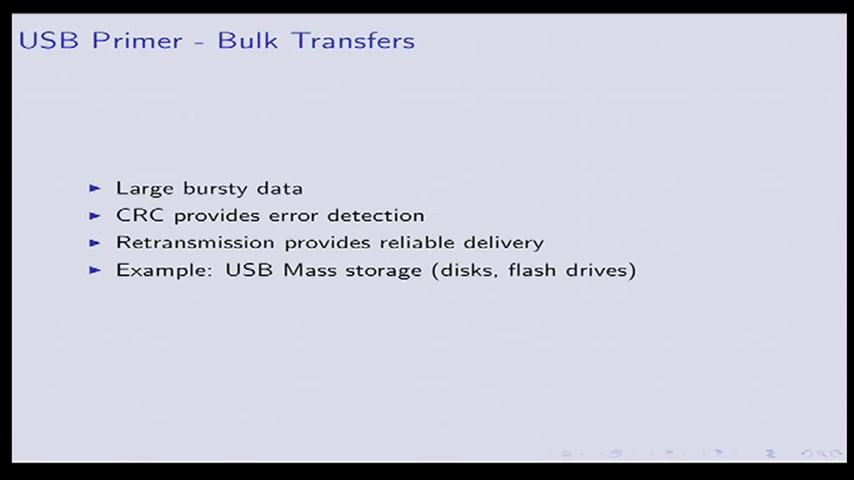 USB Primer - Bulk Transfers
Large bursty data
CRC provides error detection
Retransmission provides reliable delivery
Example: USB Mass storage (disks, flash drives)